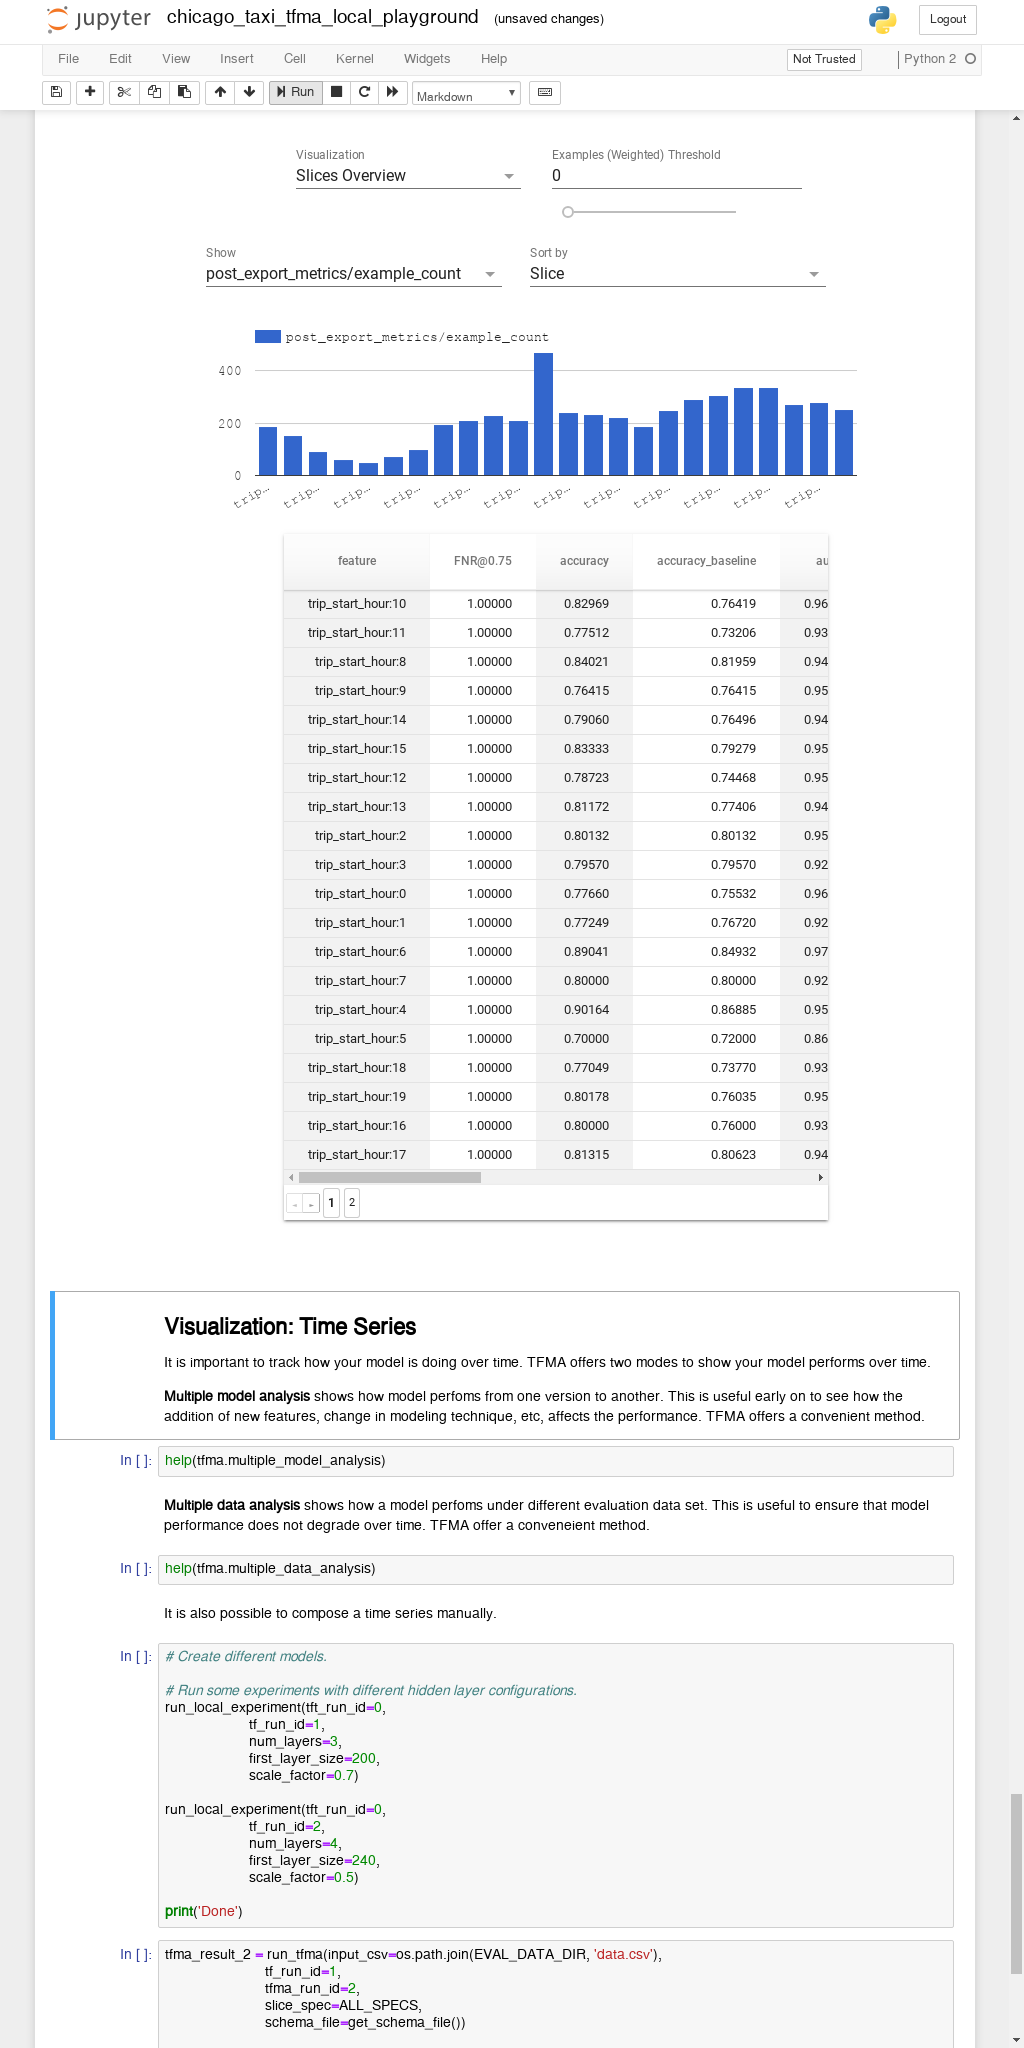 jupyter chicago_taxi_tfma_local_playground (unsaved changes) Logout
File Edit View Insert Cell Kernel Widgets Help Not Trusted Python 2
Run Markdown
Visualization Examples (Weighted) Threshold
Slices Overview 0
Show Sort by
post_export_metrics/example_count Slice
post_export_metrics/example_count
400
200
0
trip… trip… trip… trip… trip… trip… trip… trip… trip… trip… trip… trip…
feature FNR@0.75 accuracy accuracy_baseline au
trip_start_hour:10 1.00000 0.82969 0.76419 0.96
trip_start_hour:11 1.00000 0.77512 0.73206 0.93
trip_start_hour:8 1.00000 0.84021 0.81959 0.94
trip_start_hour:9 1.00000 0.76415 0.76415 0.95
trip_start_hour:14 1.00000 0.79060 0.76496 0.94
trip_start_hour:15 1.00000 0.83333 0.79279 0.95
trip_start_hour:12 1.00000 0.78723 0.74468 0.95
trip_start_hour:13 1.00000 0.81172 0.77406 0.94
trip_start_hour:2 1.00000 0.80132 0.80132 0.95
trip_start_hour:3 1.00000 0.79570 0.79570 0.92
trip_start_hour:0 1.00000 0.77660 0.75532 0.96
trip_start_hour:1 1.00000 0.77249 0.76720 0.92
trip_start_hour:6 1.00000 0.89041 0.84932 0.97
trip_start_hour:7 1.00000 0.80000 0.80000 0.92
trip_start_hour:4 1.00000 0.90164 0.86885 0.95
trip_start_hour:5 1.00000 0.70000 0.72000 0.86
trip_start_hour:18 1.00000 0.77049 0.73770 0.93
trip_start_hour:19 1.00000 0.80178 0.76035 0.95
trip_start_hour:16 1.00000 0.80000 0.76000 0.93
trip_start_hour:17 1.00000 0.81315 0.80623 0.94
1 2
Visualization: Time Series
It is important to track how your model is doing over time. TFMA offers two modes to show your model performs over time.
Multiple model analysis shows how model perfoms from one version to another. This is useful early on to see how the
addition of new features, change in modeling technique, etc, affects the performance. TFMA offers a convenient method.
In [ ]: help(tfma.multiple_model_analysis)
Multiple data analysis shows how a model perfoms under different evaluation data set. This is useful to ensure that model
performance does not degrade over time. TFMA offer a conveneient method.
In [ ]: help(tfma.multiple_data_analysis)
It is also possible to compose a time series manually.
In [ ]: # Create different models.
# Run some experiments with different hidden layer configurations.
run_local_experiment(tft_run_id=0,
tf_run_id=1,
num_layers=3,
first_layer_size=200,
scale_factor=0.7)
run_local_experiment(tft_run_id=0,
tf_run_id=2,
num_layers=4,
first_layer_size=240,
scale_factor=0.5)
print('Done')
In [ ]: tfma_result_2 = run_tfma(input_csv=os.path.join(EVAL_DATA_DIR, 'data.csv'),
tf_run_id=1,
tfma_run_id=2,
slice_spec=ALL_SPECS,
schema_file=get_schema_file())